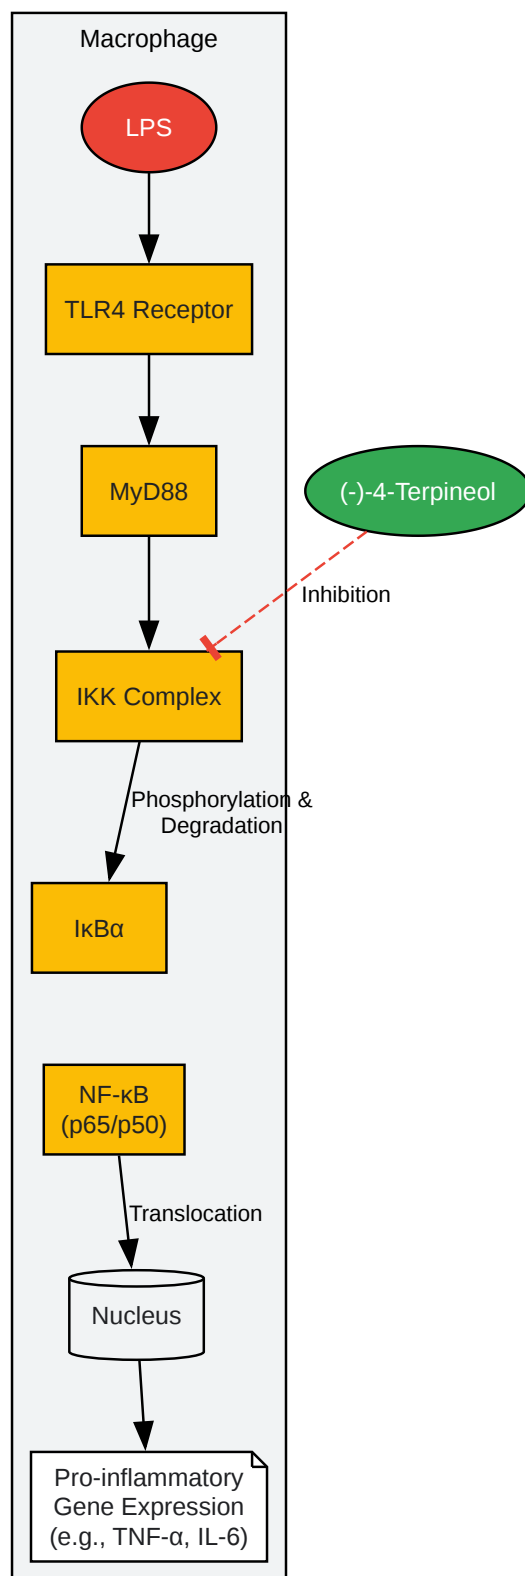 Macrophage
LPS
TLR4 Receptor
MyD88
(-)-4-Terpineol
Inhibition
IKK Complex
Phosphorylation &
Degradation
IκBα
NF-κB
(p65/p50)
Translocation
Nucleus
Pro-inflammatory
Gene Expression
(e.g., TNF-α, IL-6)